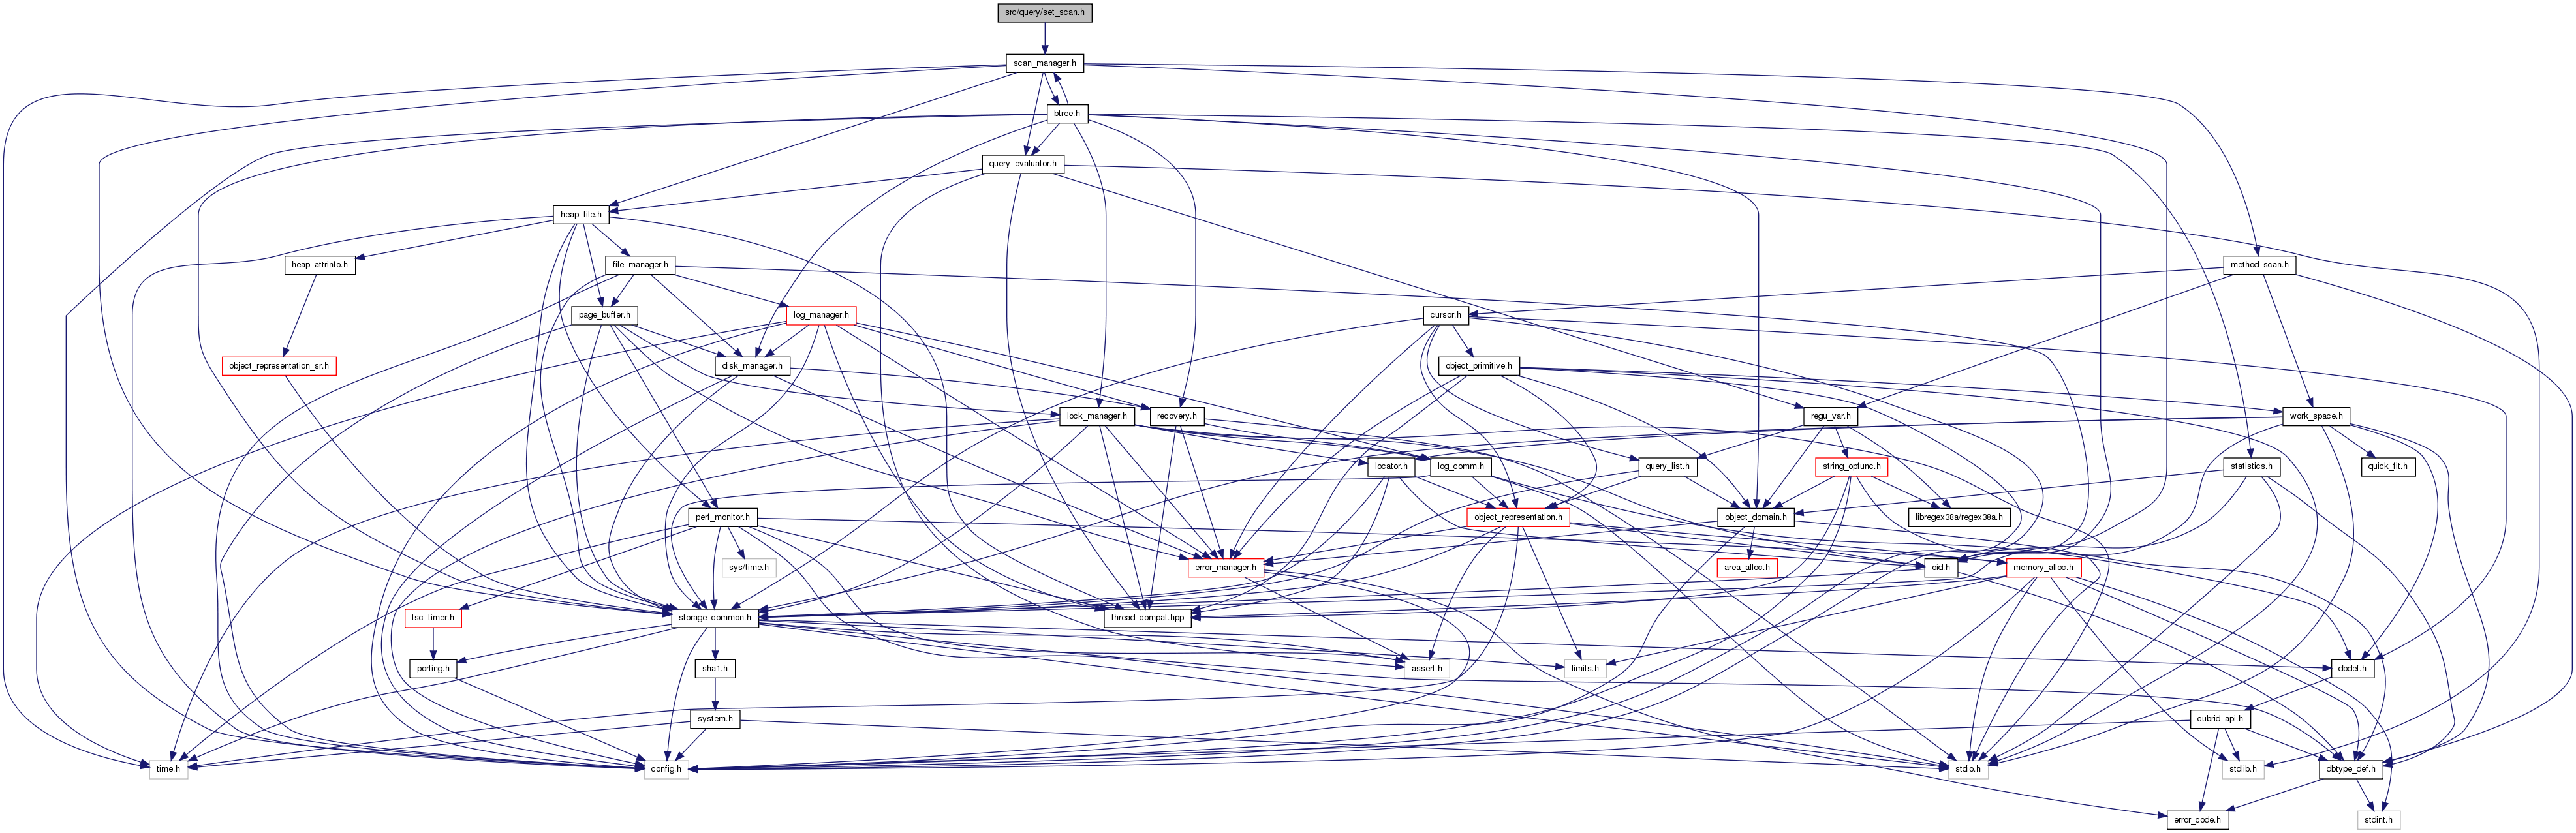 src/query/set_scan.h
scan_manager.h
btree.h
query_evaluator.h
heap_file.h
heap_attrinfo.h
file_manager.h
method_scan.h
page_buffer.h
log_manager.h
cursor.h
object_representation_sr.h
disk_manager.h
object_primitive.h
lock_manager.h
recovery.h
regu_var.h
work_space.h
locator.h
log_comm.h
query_list.h
string_opfunc.h
statistics.h
quick_fit.h
perf_monitor.h
object_representation.h
object_domain.h
libregex38a/regex38a.h
sys/time.h
error_manager.h
area_alloc.h
oid.h
memory_alloc.h
tsc_timer.h
storage_common.h
thread_compat.hpp
porting.h
sha1.h
assert.h
limits.h
dbdef.h
system.h
cubrid_api.h
time.h
config.h
stdio.h
stdlib.h
dbtype_def.h
error_code.h
stdint.h